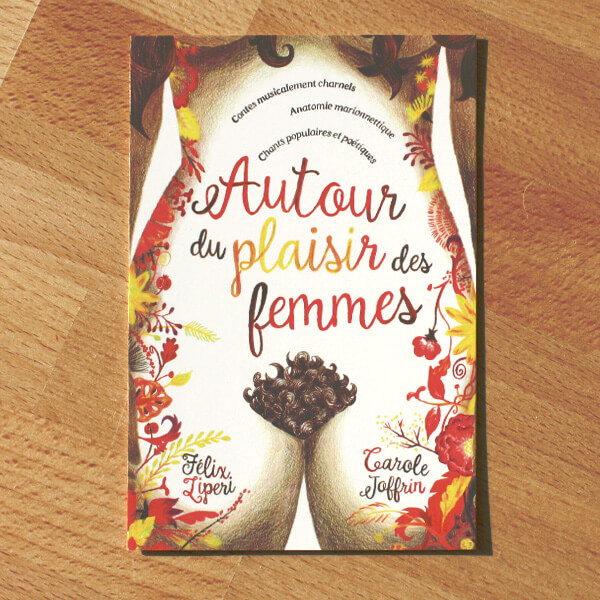 Contes musicalement charnels
Anatomie marionnettique
Chants populaires et poétiques
Autour
du plaisir des
femmes
Félix Carole
Liperi Joffrin